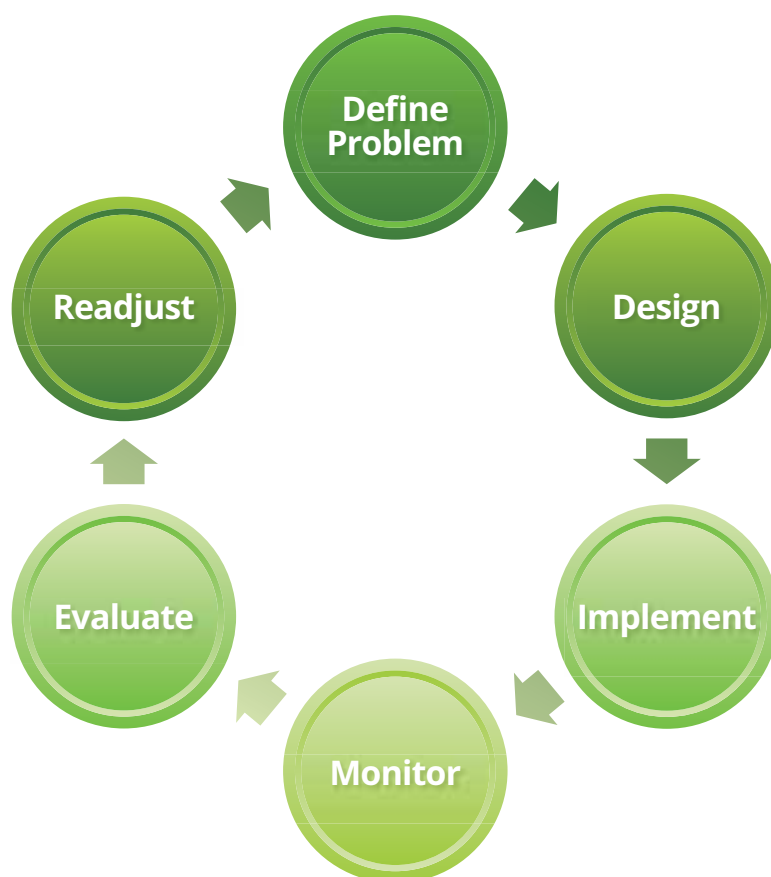 Define
Problem
Design
Implement
Monitor
Evaluate
Readjust